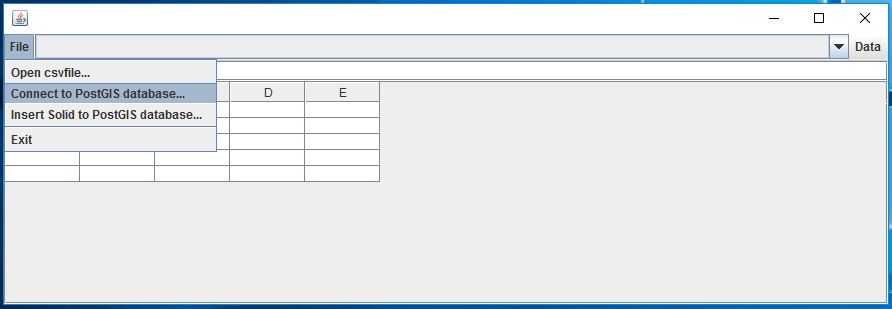 File
Data
Open csvfile...
Connect to PostGIS database...
D E
Insert Solid to PostGIS database...
Exit